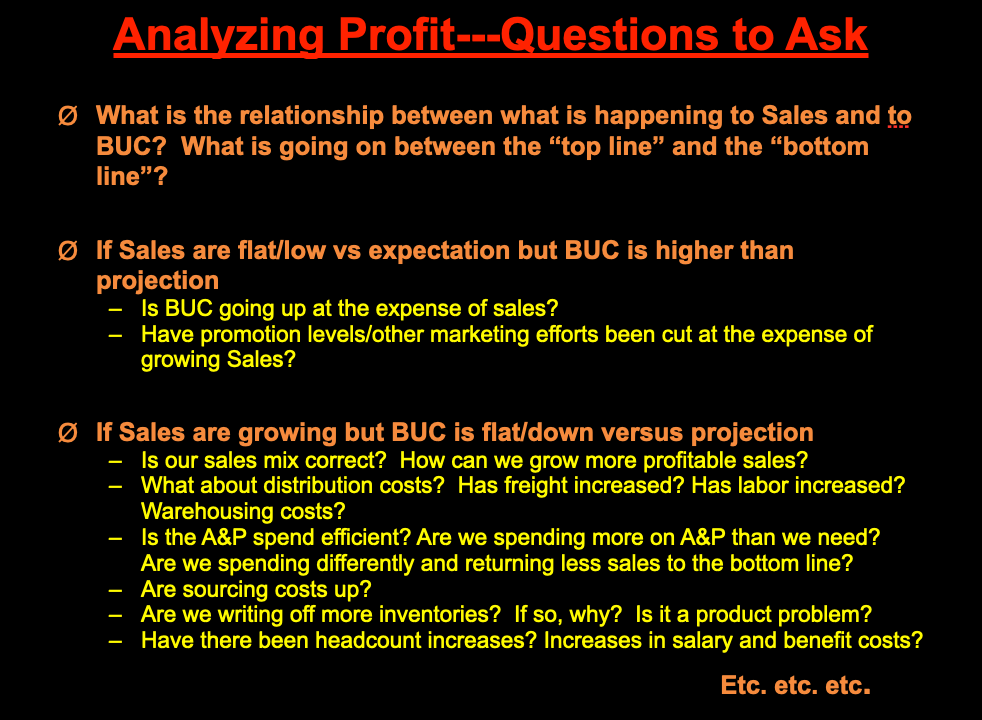 Analyzing Profit---Questions to Ask
Ø What is the relationship between what is happening to Sales and to
BUC?  What is going on between the “top line” and the “bottom
line”?
Ø If Sales are flat/low vs expectation but BUC is higher than
projection
– Is BUC going up at the expense of sales?
– Have promotion levels/other marketing efforts been cut at the expense of
growing Sales?
Ø If Sales are growing but BUC is flat/down versus projection
– Is our sales mix correct?  How can we grow more profitable sales?
– What about distribution costs?  Has freight increased? Has labor increased?
Warehousing costs?
– Is the A&P spend efficient? Are we spending more on A&P than we need?
Are we spending differently and returning less sales to the bottom line?
– Are sourcing costs up?
– Are we writing off more inventories?  If so, why?  Is it a product problem?
– Have there been headcount increases? Increases in salary and benefit costs?
Etc. etc. etc.